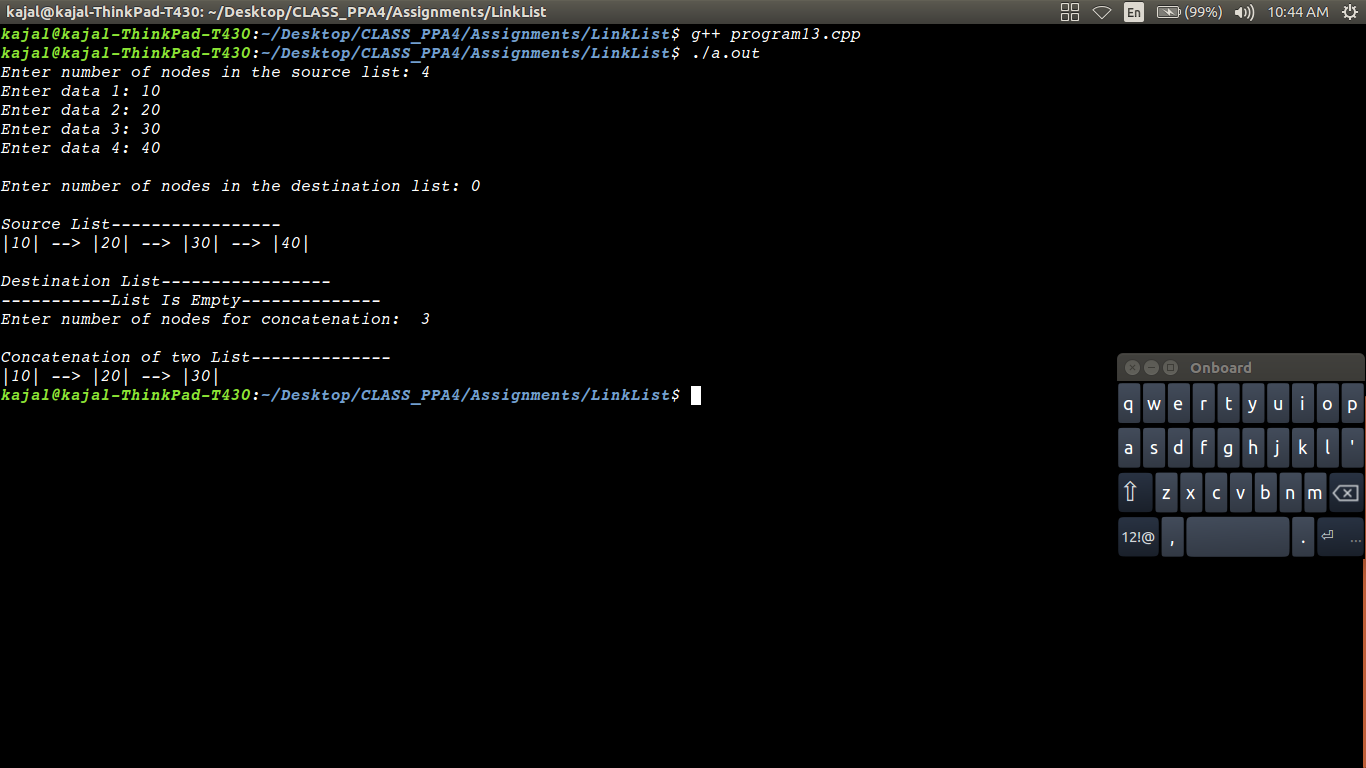 kajal@kajal-ThinkPad-T430: ~/Desktop/CLASS_PPA4/Assignments/LinkList En (99%) 10:44 AM
kajal@kajal-ThinkPad-T430:~/Desktop/CLASS_PPA4/Assignments/LinkList$ g++ program13.cpp
kajal@kajal-ThinkPad-T430:~/Desktop/CLASS_PPA4/Assignments/LinkList$ ./a.out
Enter number of nodes in the source list: 4
Enter data 1: 10
Enter data 2: 20
Enter data 3: 30
Enter data 4: 40
Enter number of nodes in the destination list: 0
Source List-----------------
|10| --> |20| --> |30| --> |40|
Destination List-----------------
-----------List Is Empty--------------
Enter number of nodes for concatenation:  3
Concatenation of two List--------------
|10| --> |20| --> |30|
kajal@kajal-ThinkPad-T430:~/Desktop/CLASS_PPA4/Assignments/LinkList$
Onboard
q w e r t y u i o p
a s d f g h j k l '
⇧ z x c v b n m ⌫
12!@ , . ⏎ ...